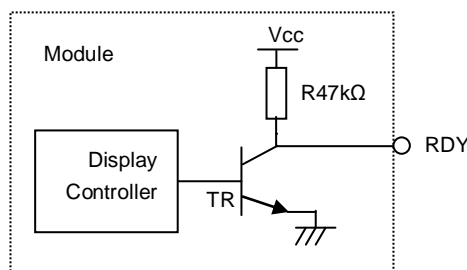 Module
Vcc
R47kΩ
RDY
Display
Controller
TR